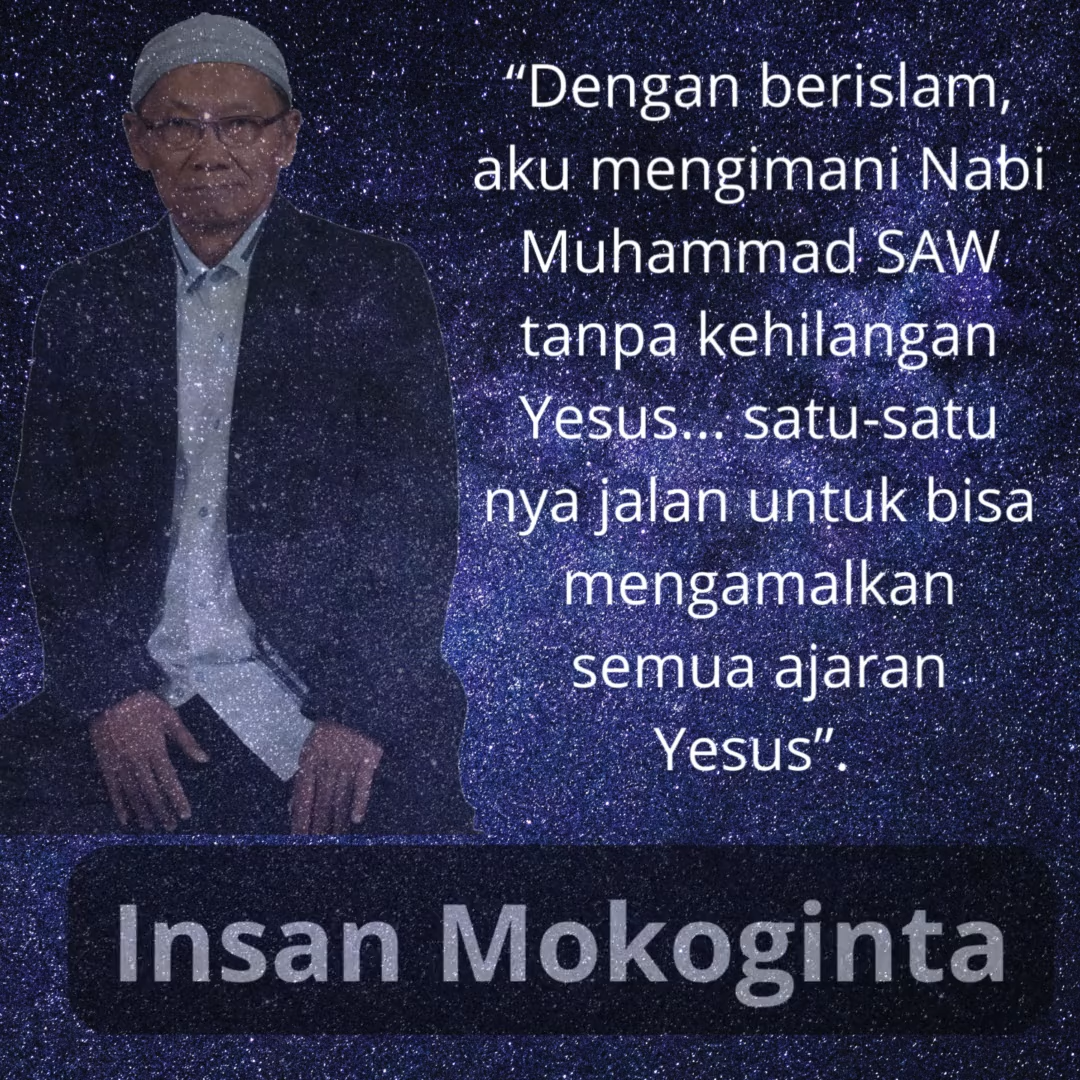 “Dengan berislam,
aku mengimani Nabi
Muhammad SAW
tanpa kehilangan
Yesus... satu-satu
nya jalan untuk bisa
mengamalkan
semua ajaran
Yesus”.
Insan Mokoginta